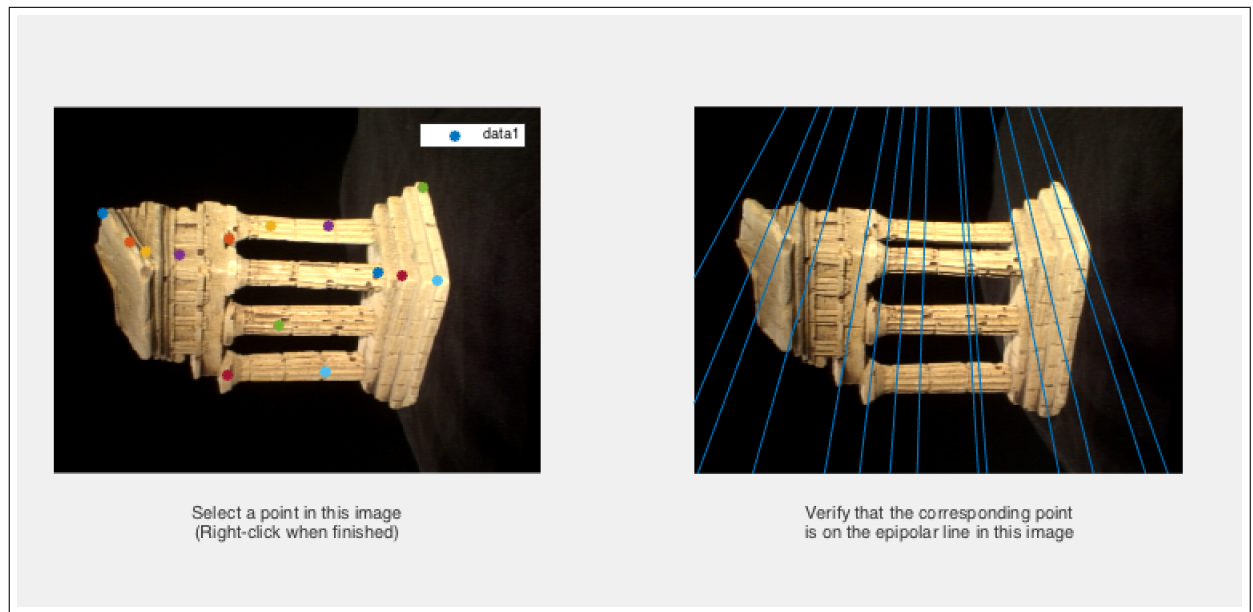 data1
Select a point in this image
(Right-click when finished)
Verify that the corresponding point
is on the epipolar line in this image